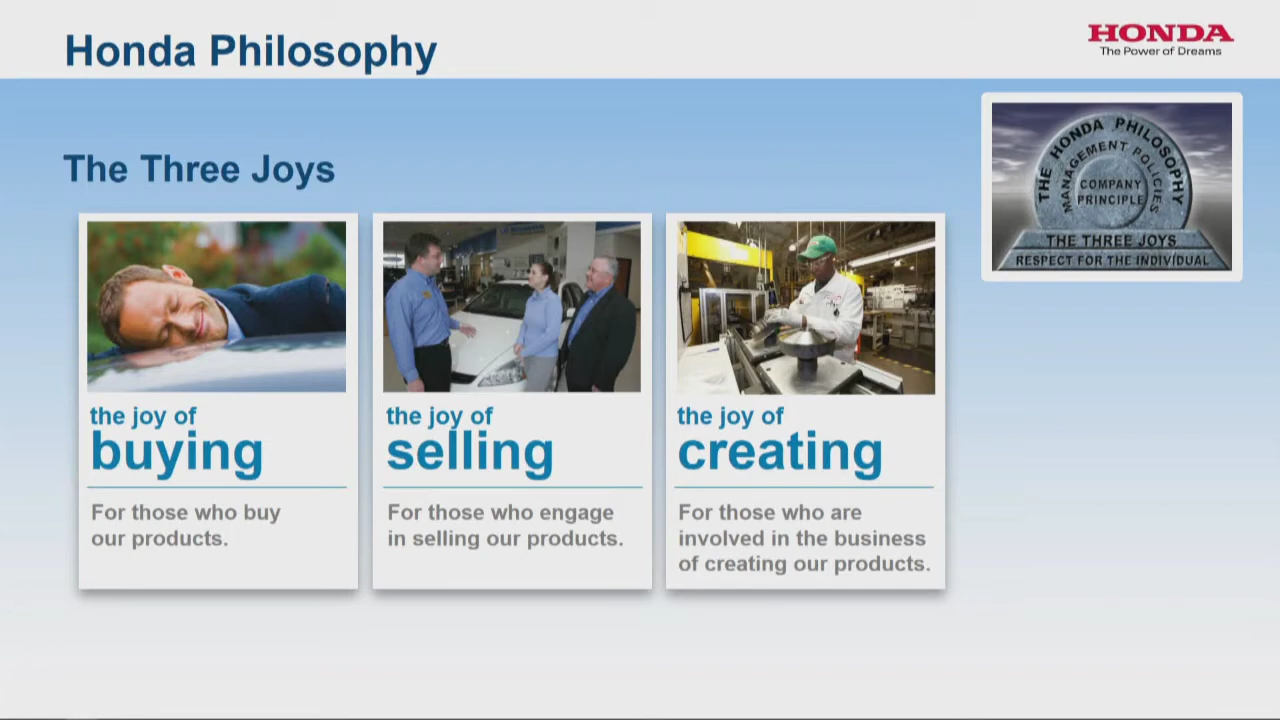 Honda Philosophy
HONDA
The Power of Dreams
The Three Joys
THE HONDA PHILOSOPHY
MANAGEMENT POLICIES
COMPANY
PRINCIPLE
THE THREE JOYS
RESPECT FOR THE INDIVIDUAL
the joy of
buying
For those who buy
our products.
the joy of
selling
For those who engage
in selling our products.
the joy of
creating
For those who are
involved in the business
of creating our products.